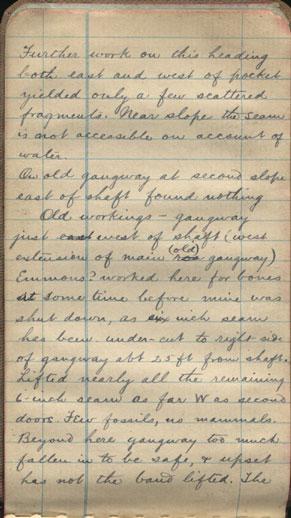 Further work on this heading
both east and west of pocket
yielded only a few scattered
fragments. Near slope the seam
is not accessible on account of
water.
On old gangway at second slope
east of shaft found nothing
Old workings - gangway
just east west of shaft (west
extension of main (old) gangway)
Emmons? worked here for bones
at some time before mine was
shut down, as six inch seam
has been under-cut to right side
of gangway abt 25 ft from shaft.
Lifted nearly all the remaining
6-inch seam as far W as second
door. Few fossils, no mammals.
Beyond here gangway too much
fallen in to be safe, & upset
has not the band lifted. The